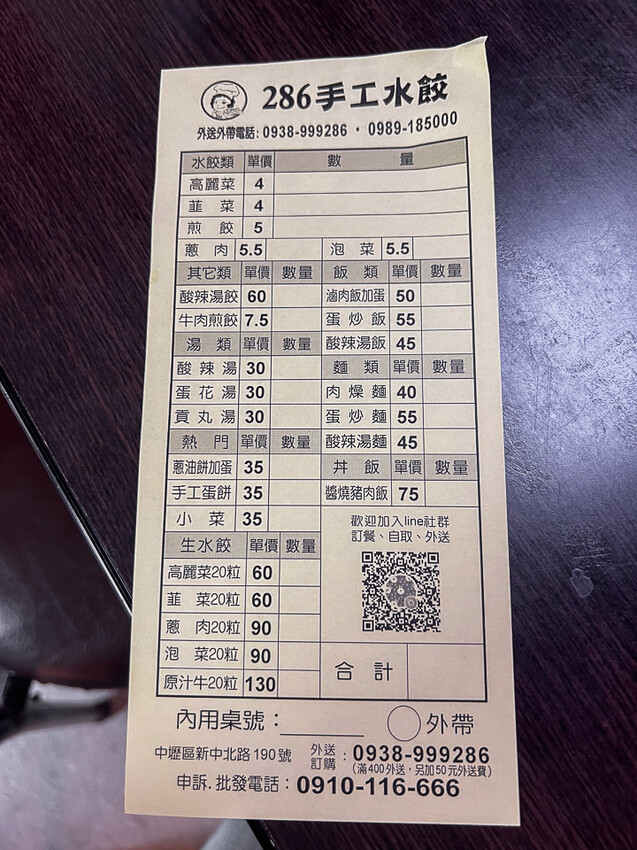 286手工水餃
外送外帶電話:0938-999286・0989-185000
水餃類 單價 數 量
高麗菜 4
韮菜 4
煎餃 5
蔥肉 5.5 泡菜 5.5
其它類 單價 數量 飯類 單價 數量
酸辣湯餃 60 滷肉飯加蛋 50
牛肉煎餃 7.5 蛋炒飯 55
湯類 單價 數量 酸辣湯飯 45
酸辣湯 30 麵類 單價 數量
蛋花湯 30 肉燥麵 40
貢丸湯 30 蛋炒麵 55
熱門 單價 數量 酸辣湯麵 45
蔥油餅加蛋 35 丼飯 單價 數量
手工蛋餅 35 醬燒豬肉飯 75
小菜 35
歡迎加入line社群
訂餐、自取、外送
生水餃 單價 數量
高麗菜20粒 60
韮菜20粒 60
蔥肉20粒 90
泡菜20粒 90
原汁牛20粒 130
合計
內用桌號: 外帶
中壢區新中北路190號 外送訂購:0938-999286
(滿400外送,另加50元外送費)
申訴.批發電話:0910-116-666